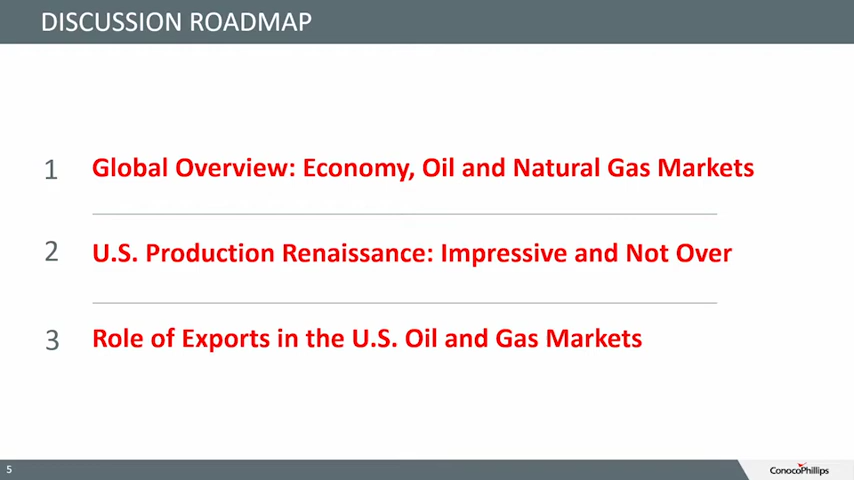 DISCUSSION ROADMAP
1 Global Overview: Economy, Oil and Natural Gas Markets
2 U.S. Production Renaissance: Impressive and Not Over
3 Role of Exports in the U.S. Oil and Gas Markets
5
ConocoPhillips